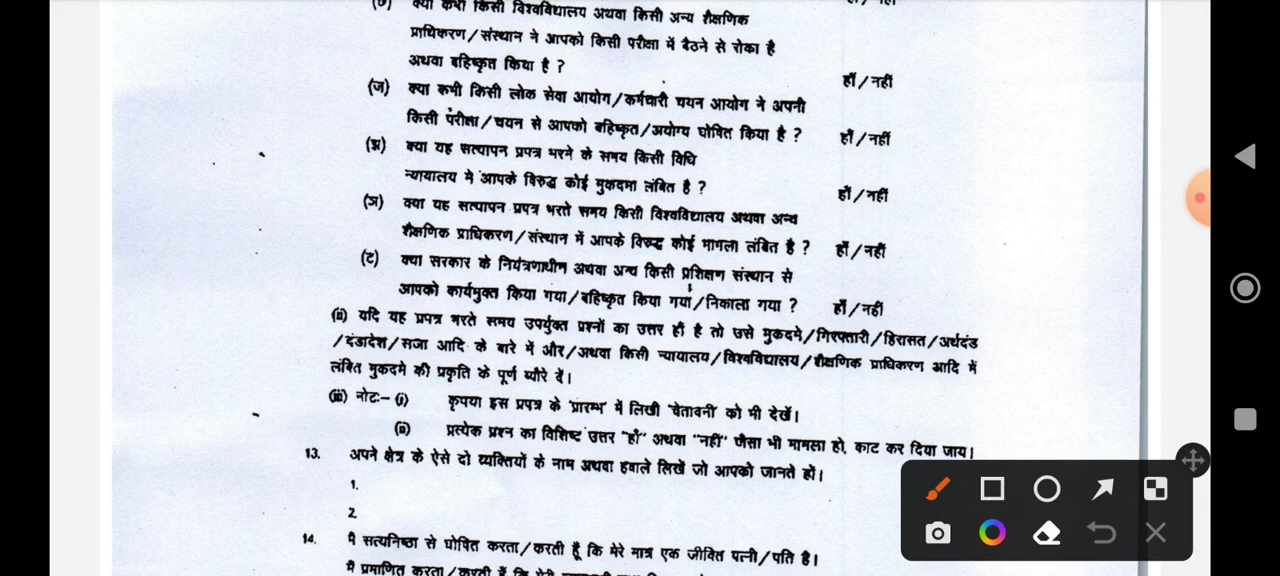 (छ) क्या कभी किसी विश्वविद्यालय अथवा किसी अन्य शैक्षणिक
प्राधिकरण/संस्थान ने आपको किसी परीक्षा में बैठने से रोका है
अथवा बहिष्कृत किया है ? हाँ/नहीं
(ज) क्या कभी किसी लोक सेवा आयोग/कर्मचारी चयन आयोग ने अपनी
किसी परीक्षा/चयन से आपको बहिष्कृत/अयोग्य घोषित किया है ? हाँ/नहीं
(झ) क्या यह सत्यापन प्रपत्र भरने के समय किसी विधि
न्यायालय मे आपके विरुद्ध कोई मुकदमा लंबित है ? हाँ/नहीं
(ञ) क्या यह सत्यापन प्रपत्र भरते समय किसी विश्वविद्यालय अथवा अन्य
शैक्षणिक प्राधिकरण/संस्थान में आपके विरुद्ध कोई मामला लंबित है ? हाँ/नहीं
(ट) क्या सरकार के नियंत्रणाधीन अथवा अन्य किसी प्रशिक्षण संस्थान से
आपको कार्यमुक्त किया गया/बहिष्कृत किया गया/निकाला गया ? हाँ/नहीं
(ii) यदि यह प्रपत्र भरते समय उपर्युक्त प्रश्नों का उत्तर हाँ है तो उसे मुकदमे/गिरफ्तारी/हिरासत/अर्थदंड
/दंडादेश/सजा आदि के बारे में और/अथवा किसी न्यायालय/विश्वविद्यालय/शैक्षणिक प्राधिकरण आदि में
लंबित मुकदमे की प्रकृति के पूर्ण ब्यौरे दें।
(iii) नोटः– (i) कृपया इस प्रपत्र के 'प्रारम्भ' में लिखी 'चेतावनी' को भी देखें।
(ii) प्रत्येक प्रश्न का विशिष्ट उत्तर "हाँ" अथवा "नहीं" जैसा भी मामला हो, काट कर दिया जाय।
13. अपने क्षेत्र के ऐसे दो व्यक्तियों के नाम अथवा हवाले लिखें जो आपको जानते हों।
1.
2.
14. मै सत्यनिष्ठा से घोषित करता/करती हूँ कि मेरे मात्र एक जीवित पत्नी/पति है।
मै प्रमाणित करता/करती हूँ कि मेरी